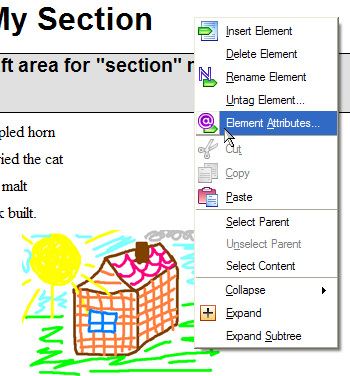 My Section
ft area for "section"
pled horn
ried the cat
malt
k built.
Insert Element
Delete Element
Rename Element
Untag Element...
Element Attributes...
Cut
Copy
Paste
Select Parent
Unselect Parent
Select Content
Collapse
Expand
Expand Subtree